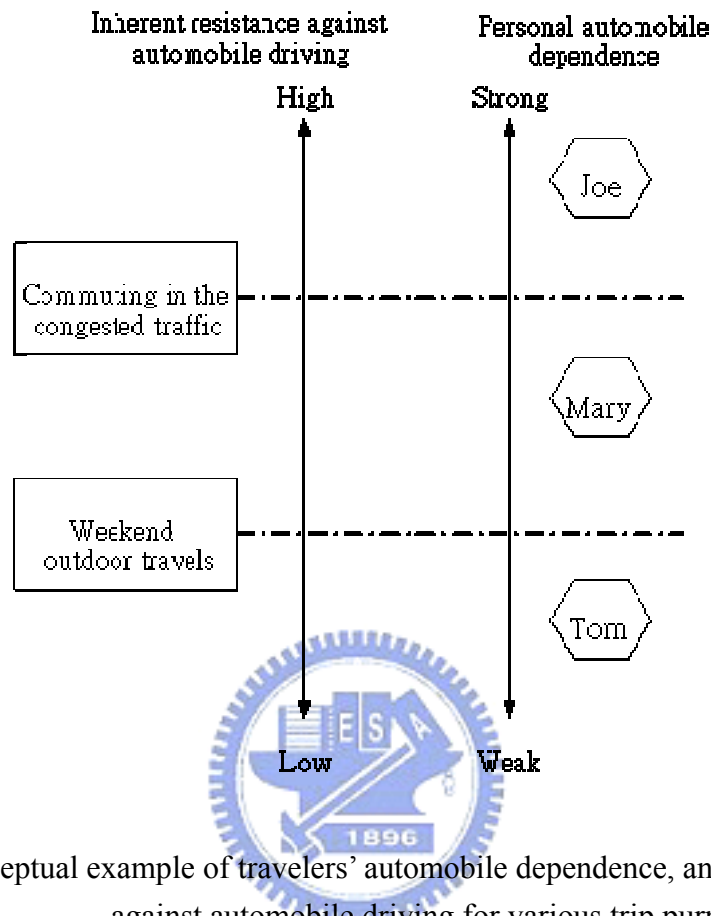 Inherent resistance against
automobile driving
Personal automobile
dependence
High
Strong
Joe
Commuting in the
congested traffic
Mary
Weekend
outdoor travels
Tom
E S A
Low
Weak
1896
eptual example of travelers’ automobile dependence, an
against automobile driving for various trip pur